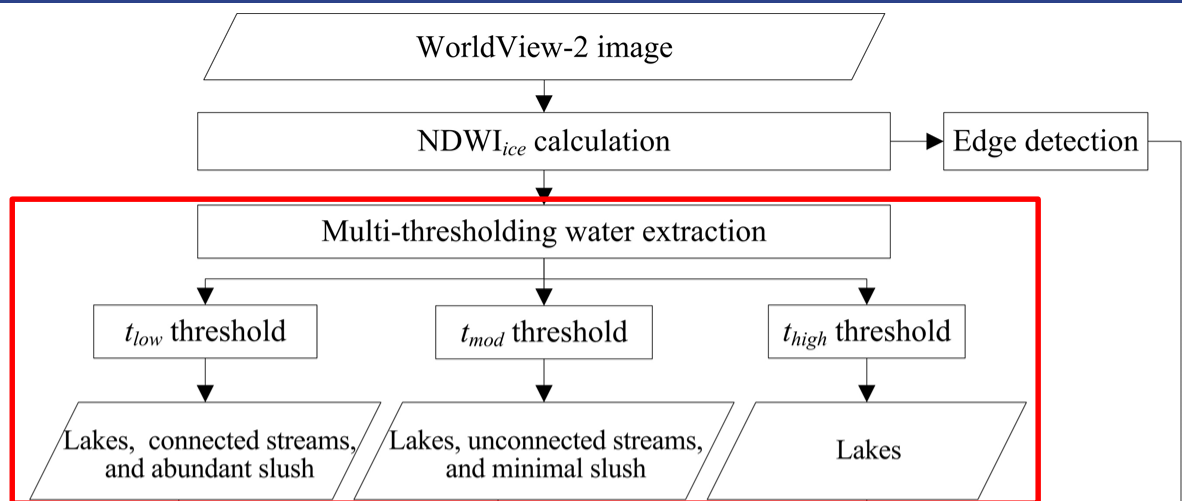 WorldView-2 image
NDWIice calculation
Edge detection
Multi-thresholding water extraction
tlow threshold
tmod threshold
thigh threshold
Lakes, connected streams,
and abundant slush
Lakes, unconnected streams,
and minimal slush
Lakes